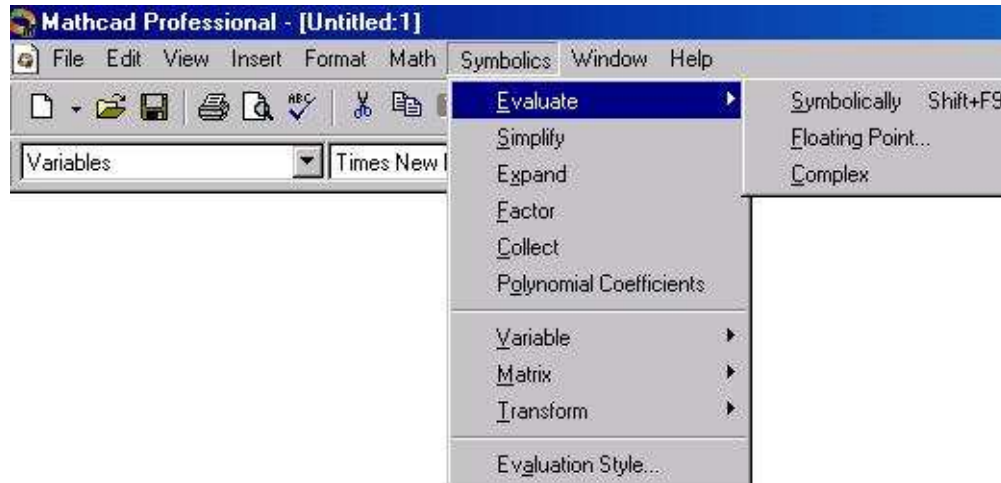 Mathcad Professional - [Untitled:1]
File Edit View Insert Format Math Symbolics Window Help
Evaluate
Symbolically Shift+F9
Simplify
Floating Point...
Variables
Times New
Expand
Complex
Factor
Collect
Polynomial Coefficients
Variable
Matrix
Transform
Evaluation Style...